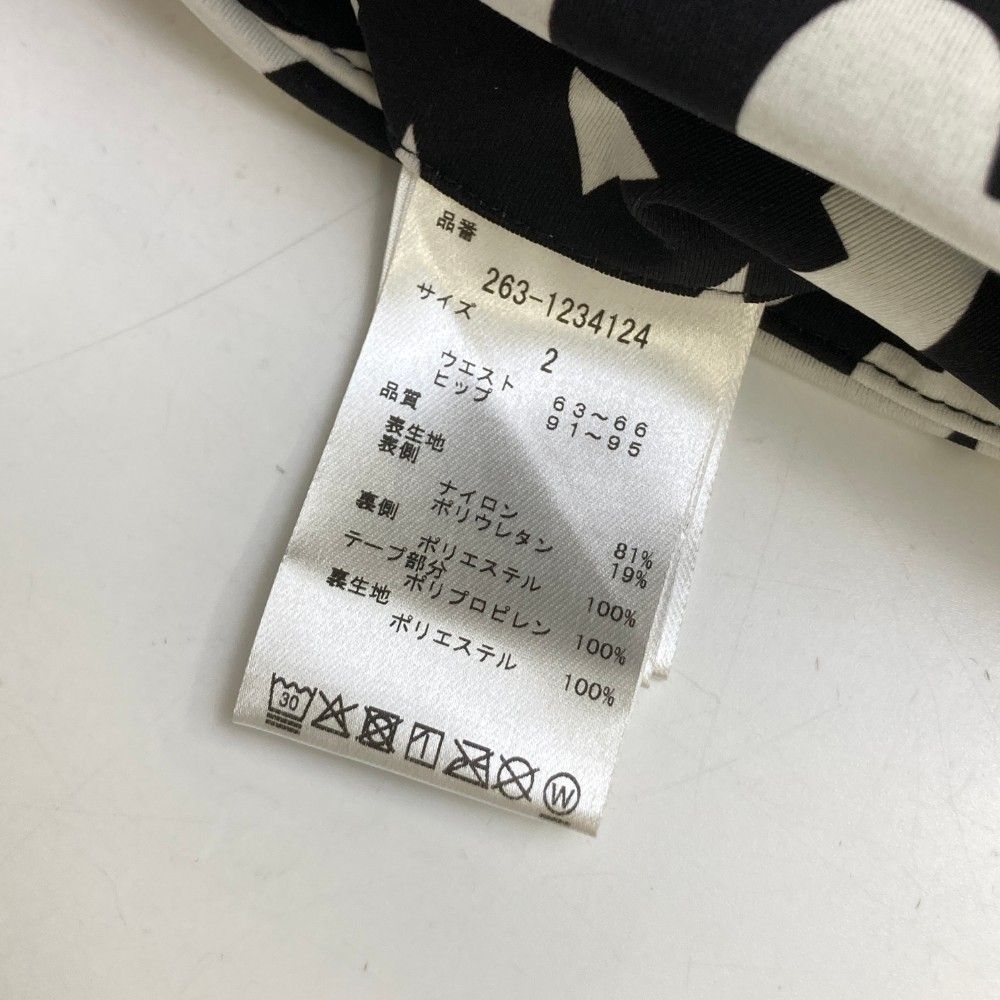 品番
263-1234124
サイズ
2
ウエスト 63～66
ヒップ 91～95
品質
表生地
表側
ナイロン 81%
ポリウレタン 19%
裏側
ポリエステル 100%
テープ部分
ポリプロピレン 100%
裏生地
ポリエステル 100%
30
W